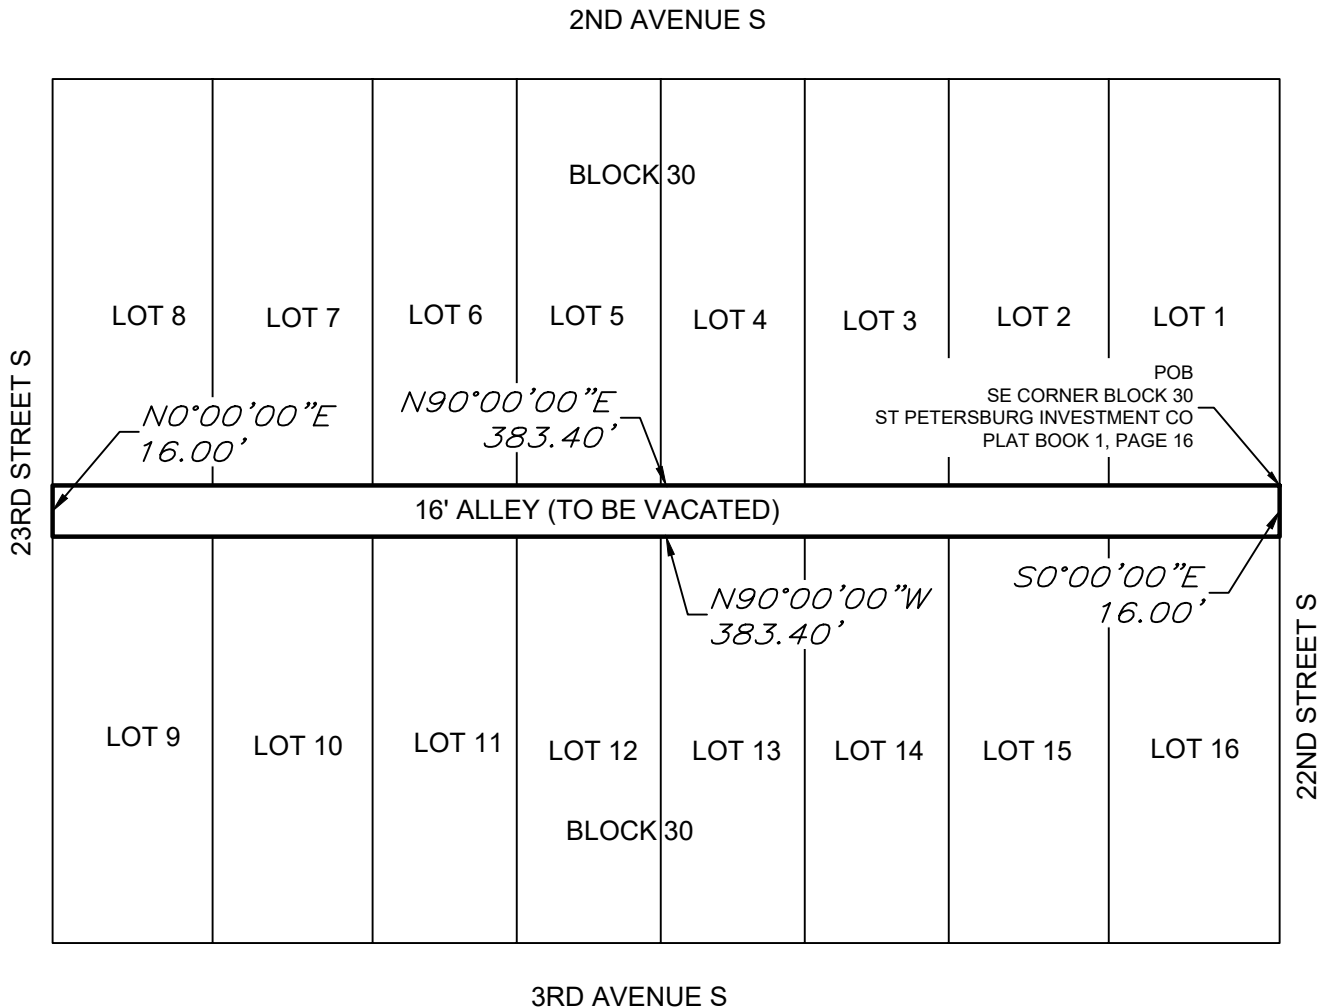 2ND AVENUE S
BLOCK 30
LOT 8
LOT 7
LOT 6
LOT 5
LOT 4
LOT 3
LOT 2
LOT 1
23RD STREET S
N0°00'00"E
16.00'
N90°00'00"E
383.40'
POB
SE CORNER BLOCK 30
ST PETERSBURG INVESTMENT CO
PLAT BOOK 1, PAGE 16
16' ALLEY (TO BE VACATED)
N90°00'00"W
383.40'
S0°00'00"E
16.00'
22ND STREET S
LOT 9
LOT 10
LOT 11
LOT 12
LOT 13
LOT 14
LOT 15
LOT 16
BLOCK 30
3RD AVENUE S